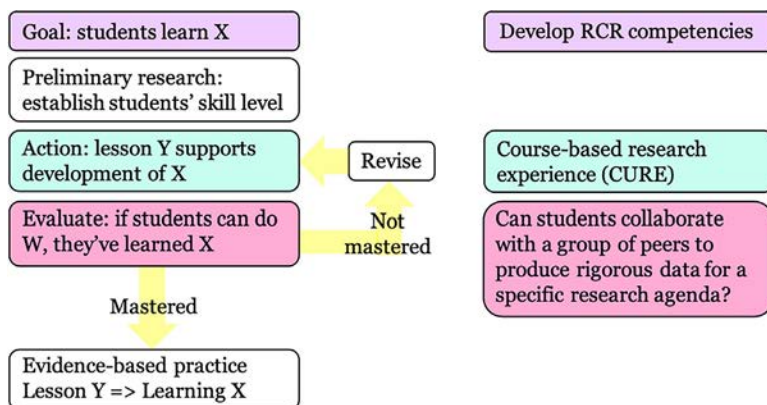 Goal: students learn X
Preliminary research:
establish students’ skill level
Action: lesson Y supports
development of X
Revise
Evaluate: if students can do
W, they’ve learned X
Not
mastered
Mastered
Evidence-based practice
Lesson Y => Learning X
Develop RCR competencies
Course-based research
experience (CURE)
Can students collaborate
with a group of peers to
produce rigorous data for a
specific research agenda?